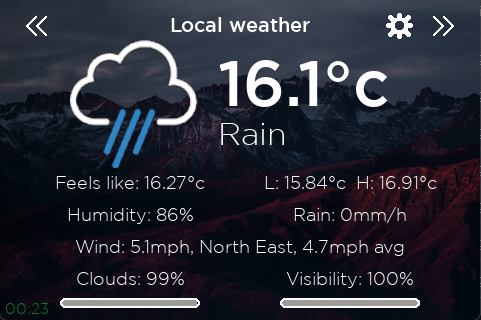 Local weather
16.1°c
Rain
Feels like: 16.27°c L: 15.84°c H: 16.91°c
Humidity: 86% Rain: 0mm/h
Wind: 5.1mph, North East, 4.7mph avg
Clouds: 99% Visibility: 100%
00:23